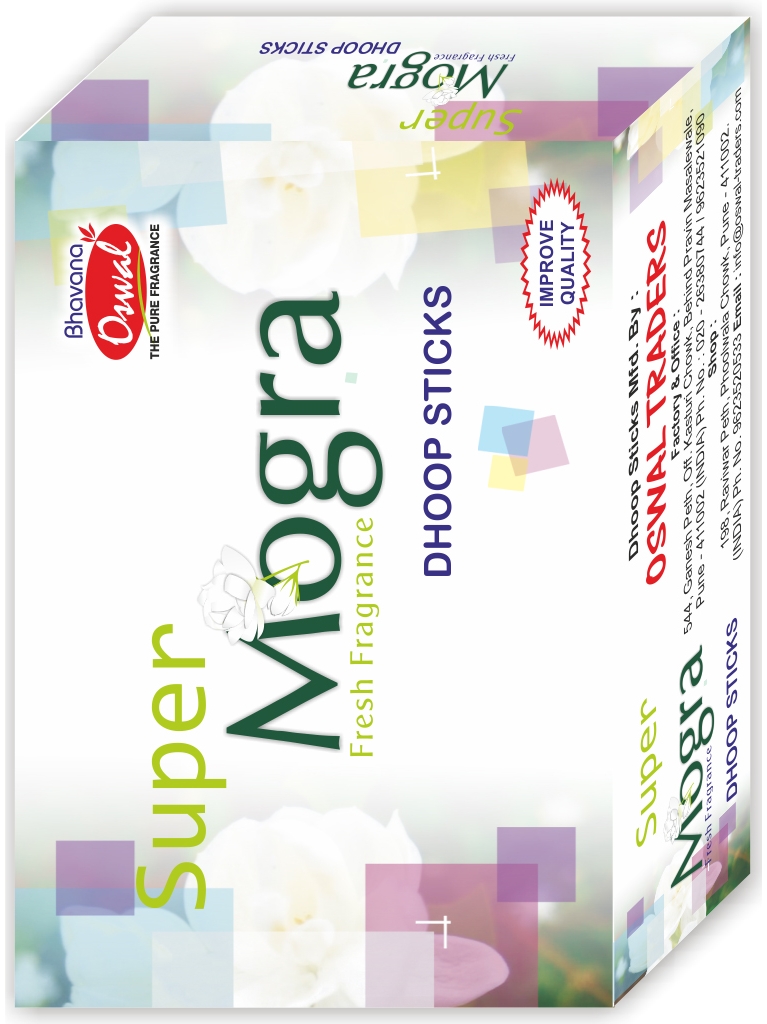 Super
Mogra
Fresh Fragrance
DHOOP STICKS
Bhavana
Oswal
THE PURE FRAGRANCE
Super
Mogra
Fresh Fragrance
DHOOP STICKS
IMPROVE
QUALITY
Super
Mogra
Fresh Fragrance
DHOOP STICKS
Dhoop Sticks Mfd. By :
OSWAL TRADERS
Factory & Office :
544, Ganesh Peth, Off. Kasturi Chowk, Behind Pravin Masalewale,
Pune - 411002 (INDIA) Ph. No.: 020 - 26380744 / 9623521090
Shop :
198, Raviwar Peth, Phoolwala Chowk, Pune - 411002.
(INDIA) Ph. No. 9623520533 Email : info@oswal-traders.com